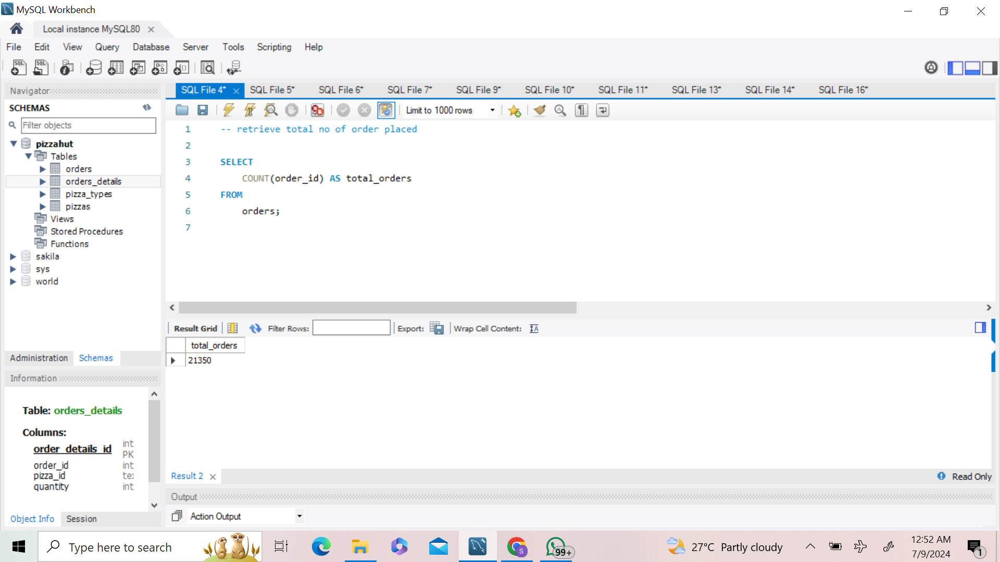 MySQL Workbench
Local instance MySQL80
File Edit View Query Database Server Tools Scripting Help
Navigator
SCHEMAS
Filter objects
pizzahut
Tables
orders
orders_details
pizza_types
pizzas
Views
Stored Procedures
Functions
sakila
sys
world
Administration Schemas
Information
Table: orders_details
Columns:
order_details_id int PK
order_id int
pizza_id
quantity int
Object Info Session
SQL File 4* SQL File 5* SQL File 6* SQL File 7* SQL File 9* SQL File 10* SQL File 11* SQL File 13* SQL File 14* SQL File 16*
Limit to 1000 rows
1 -- retrieve total no of order placed
2
3 SELECT
4 COUNT(order_id) AS total_orders
5 FROM
6 orders;
7
Result Grid Filter Rows: Export: Wrap Cell Content:
total_orders
21350
Result 2 Read Only
Output
Action Output
Type here to search
S
99+
27°C Partly cloudy
12:52 AM
7/9/2024
1